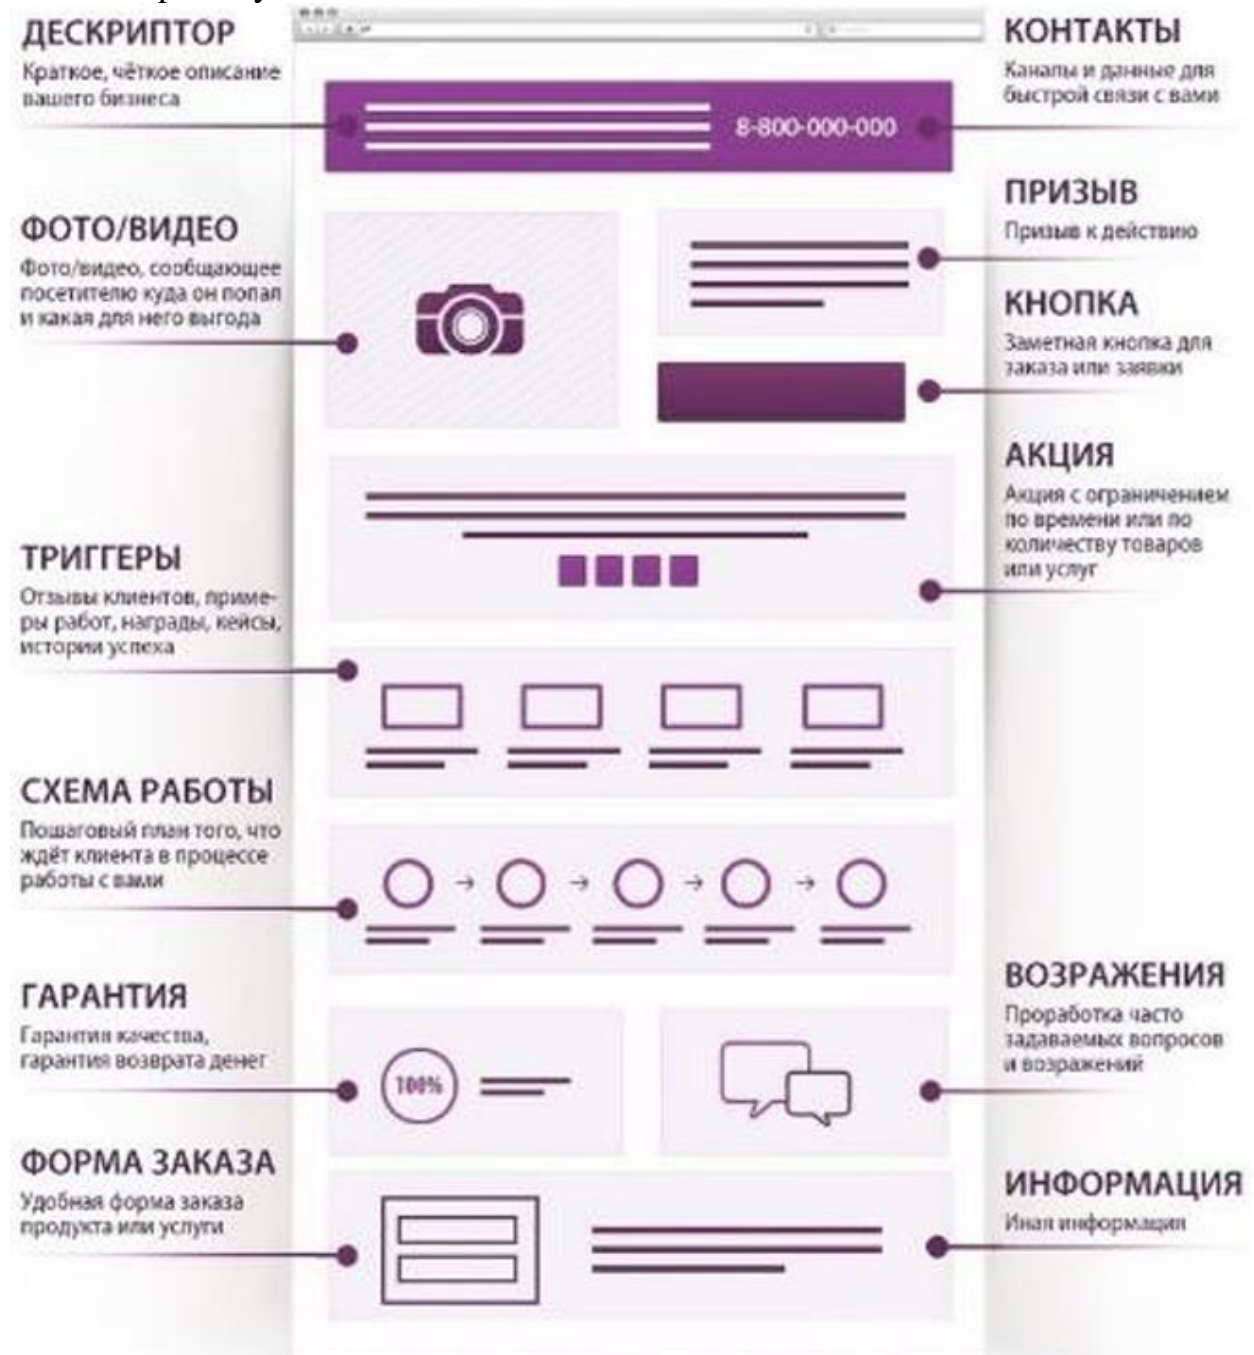 ДЕСКРИПТОР
Краткое, чёткое описание
вашего бизнеса
8-800-000-000
КОНТАКТЫ
Каналы и данные для
быстрой связи с вами
ФОТО/ВИДЕО
Фото/видео, сообщающее
посетителю куда он попал
и какая для него выгода
ПРИЗЫВ
Призыв к действию
КНОПКА
Заметная кнопка для
заказа или заявки
АКЦИЯ
Акция с ограничением
по времени или по
количеству товаров
или услуг
ТРИГГЕРЫ
Отзывы клиентов, приме-
ры работ, награды, кейсы,
истории успеха
СХЕМА РАБОТЫ
Пошаговый план того, что
ждёт клиента в процессе
работы с вами
ГАРАНТИЯ
Гарантия качества,
гарантия возврата денег
100%
ВОЗРАЖЕНИЯ
Проработка часто
задаваемых вопросов
и возражений
ФОРМА ЗАКАЗА
Удобная форма заказа
продукта или услуги
ИНФОРМАЦИЯ
Иная информация